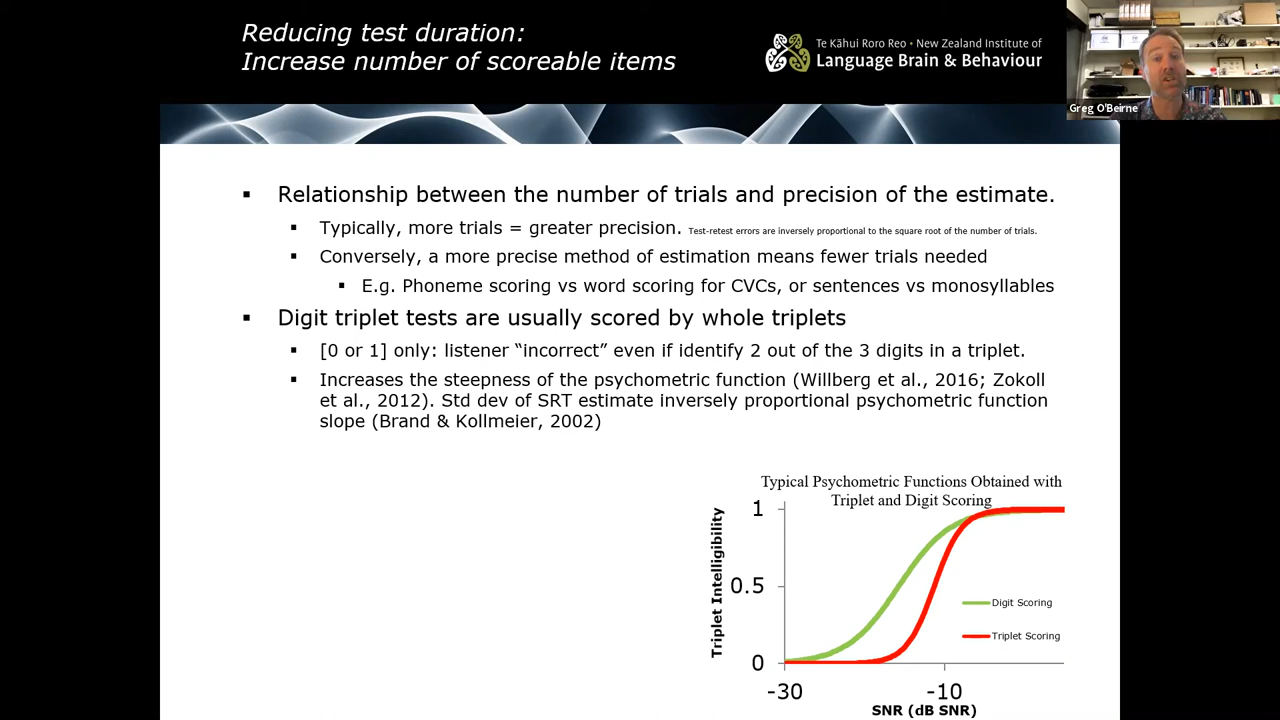 Reducing test duration:
Increase number of scoreable items
Te Kāhui Roro Reo • New Zealand Institute of
Language Brain & Behaviour
Greg O'Beirne
▪ Relationship between the number of trials and precision of the estimate.
▪ Typically, more trials = greater precision. Test-retest errors are inversely proportional to the square root of the number of trials.
▪ Conversely, a more precise method of estimation means fewer trials needed
▪ E.g. Phoneme scoring vs word scoring for CVCs, or sentences vs monosyllables
▪ Digit triplet tests are usually scored by whole triplets
▪ [0 or 1] only: listener “incorrect” even if identify 2 out of the 3 digits in a triplet.
▪ Increases the steepness of the psychometric function (Willberg et al., 2016; Zokoll
et al., 2012). Std dev of SRT estimate inversely proportional psychometric function
slope (Brand & Kollmeier, 2002)
Typical Psychometric Functions Obtained with
Triplet and Digit Scoring
Triplet Intelligibility
1
0.5
0
Digit Scoring
Triplet Scoring
-30
-10
SNR (dB SNR)